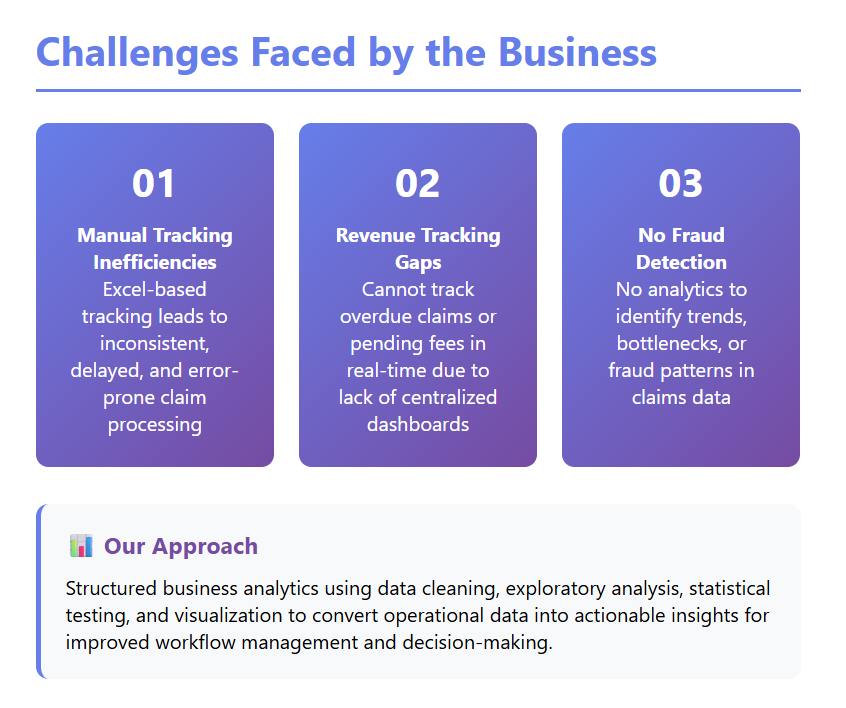 Challenges Faced by the Business
01
Manual Tracking
Inefficiencies
Excel-based
tracking leads to
inconsistent,
delayed, and error-
prone claim
processing
02
Revenue Tracking
Gaps
Cannot track
overdue claims or
pending fees in
real-time due to
lack of centralized
dashboards
03
No Fraud
Detection
No analytics to
identify trends,
bottlenecks, or
fraud patterns in
claims data
Our Approach
Structured business analytics using data cleaning, exploratory analysis, statistical
testing, and visualization to convert operational data into actionable insights for
improved workflow management and decision-making.